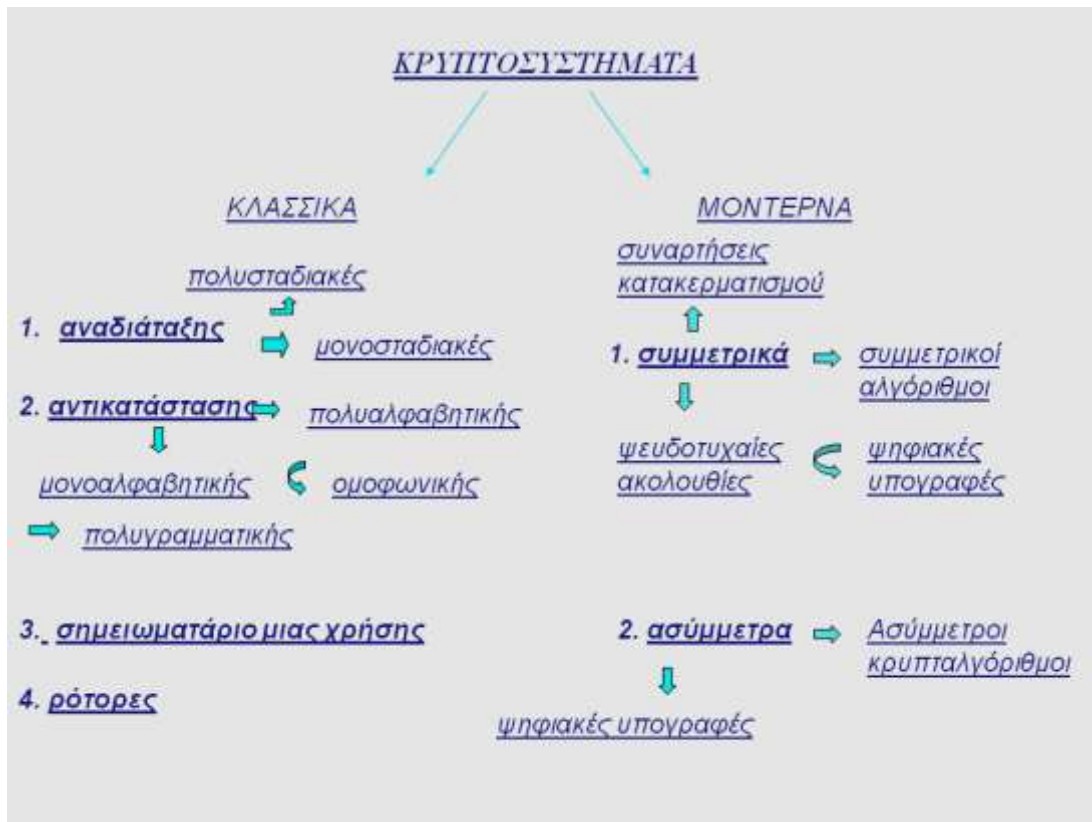 ΚΡΥΠΤΟΣΥΣΤΗΜΑΤΑ
ΚΛΑΣΣΙΚΑ
πολυσταδιακές
1. αναδιάταξης
μονοσταδιακές
2. αντικατάστασης
πολυαλφαβητικής
μονοαλφαβητικής
ομοφωνικής
πολυγραμματικής
3. σημειωματάριο μιας χρήσης
4. ρότορες
ΜΟΝΤΕΡΝΑ
συναρτήσεις
κατακερματισμού
1. συμμετρικά
συμμετρικοί
αλγόριθμοι
ψευδοτυχαίες
ακολουθίες
ψηφιακές
υπογραφές
2. ασύμμετρα
Ασύμμετροι
κρυπταλγόριθμοι
ψηφιακές υπογραφές